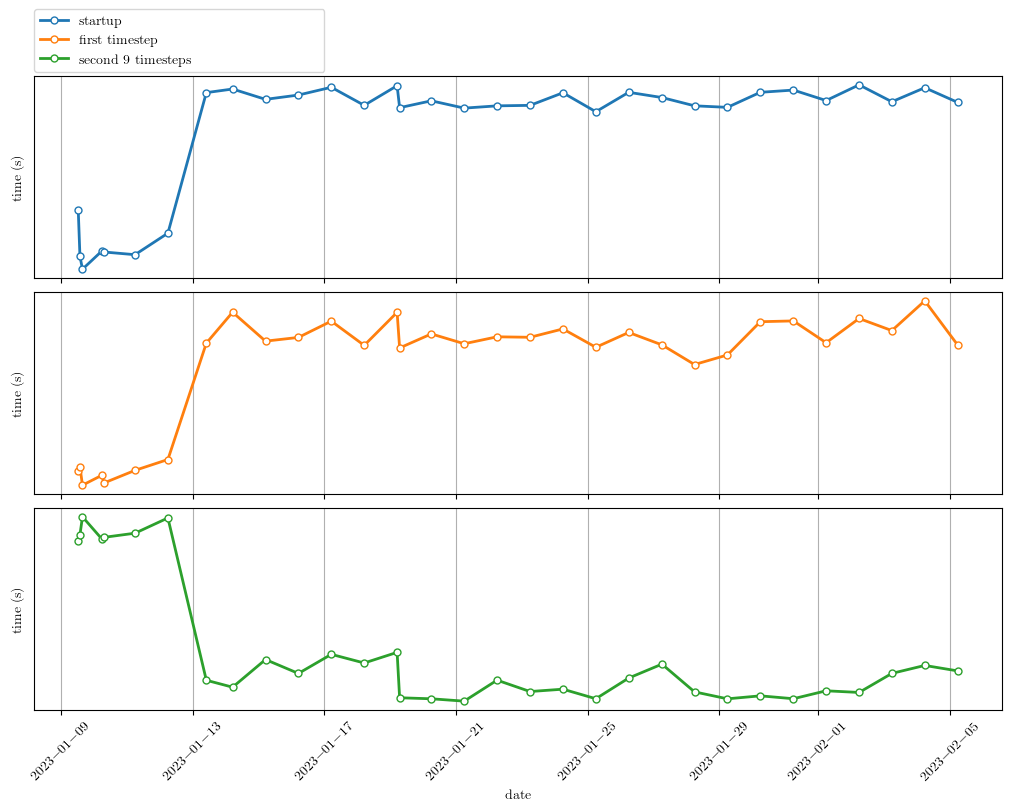 startup
first timestep
second 9 timesteps
time (s)
time (s)
time (s)
2023−01−09
2023−01−13
2023−01−17
2023−01−21
2023−01−25
2023−01−29
2023−02−01
2023−02−05
date